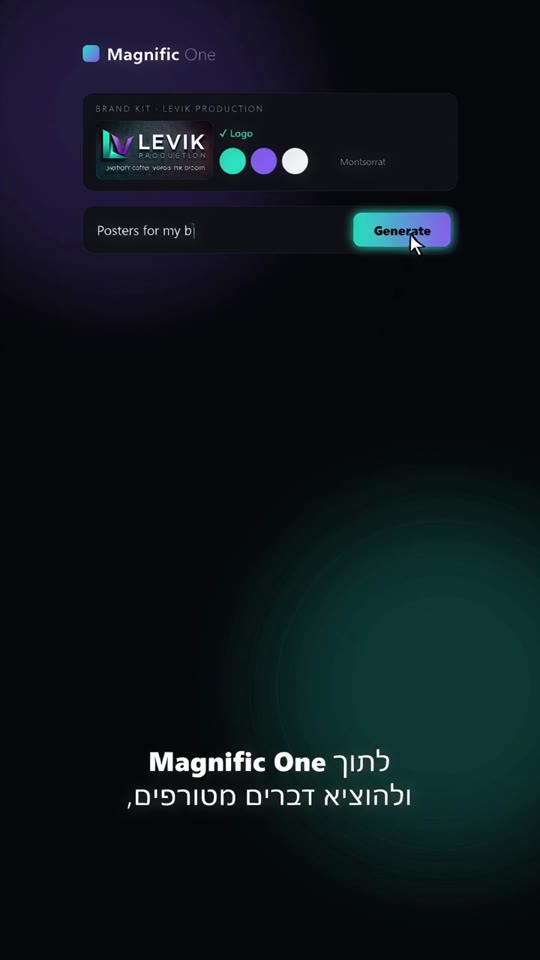 Magnific One
BRAND KIT · LEVIK PRODUCTION
LEVIK
PRODUCTION
✓ Logo
Montserrat
Posters for my b
Generate
לתוך Magnific One
ולהוציא דברים מטורפים,